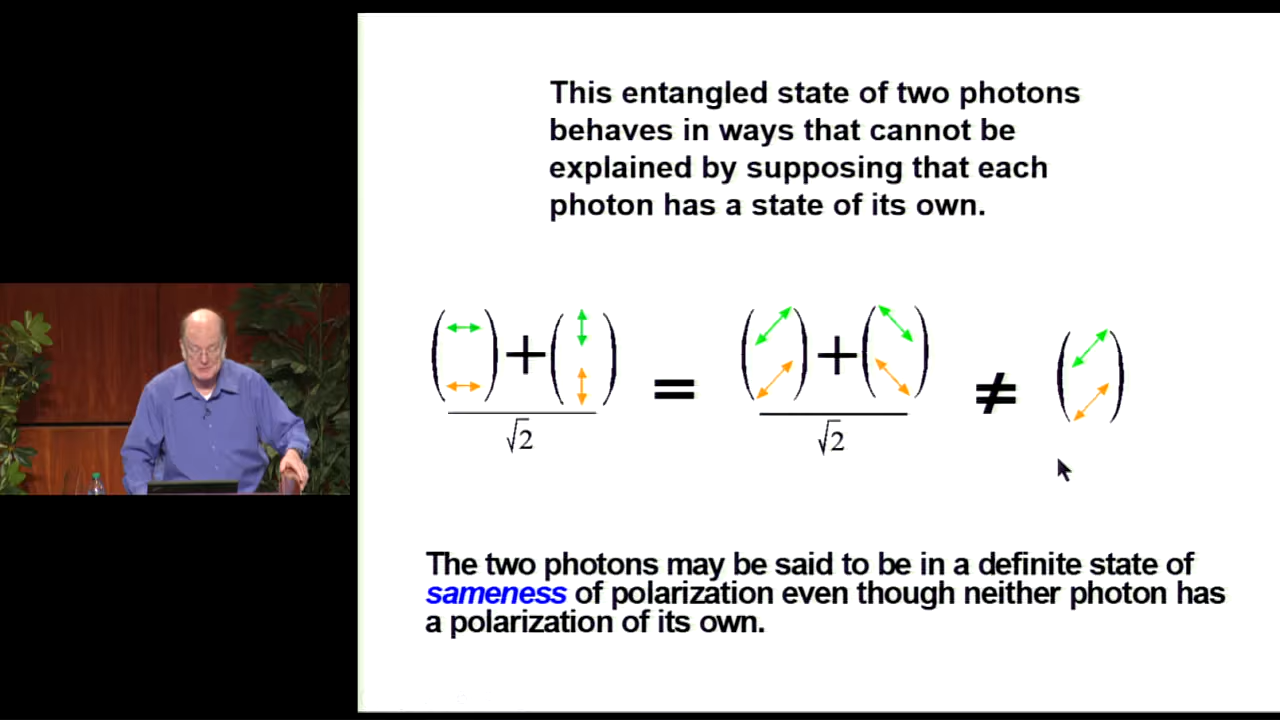 This entangled state of two photons
behaves in ways that cannot be
explained by supposing that each
photon has a state of its own.
( ) + ( ) = ( ) + ( ) ≠ ( )
√2 √2
The two photons may be said to be in a definite state of
sameness of polarization even though neither photon has
a polarization of its own.